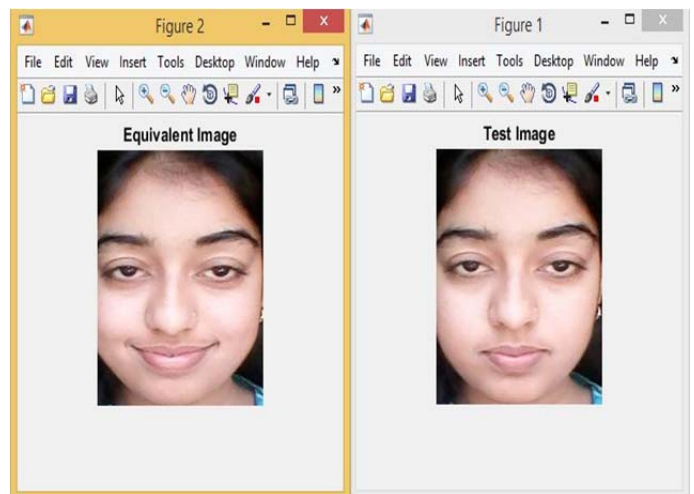 Figure 2
File Edit View Insert Tools Desktop Window Help
Equivalent Image
Figure 1
File Edit View Insert Tools Desktop Window Help
Test Image